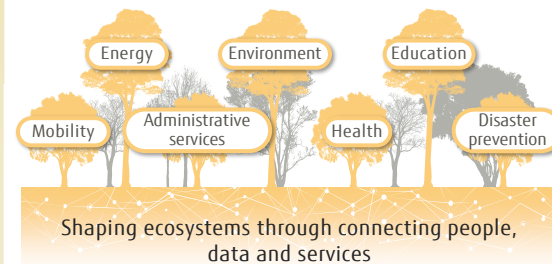 Energy
Environment
Education
Mobility
Administrative
services
Health
Disaster
prevention
Shaping ecosystems through connecting people,
data and services